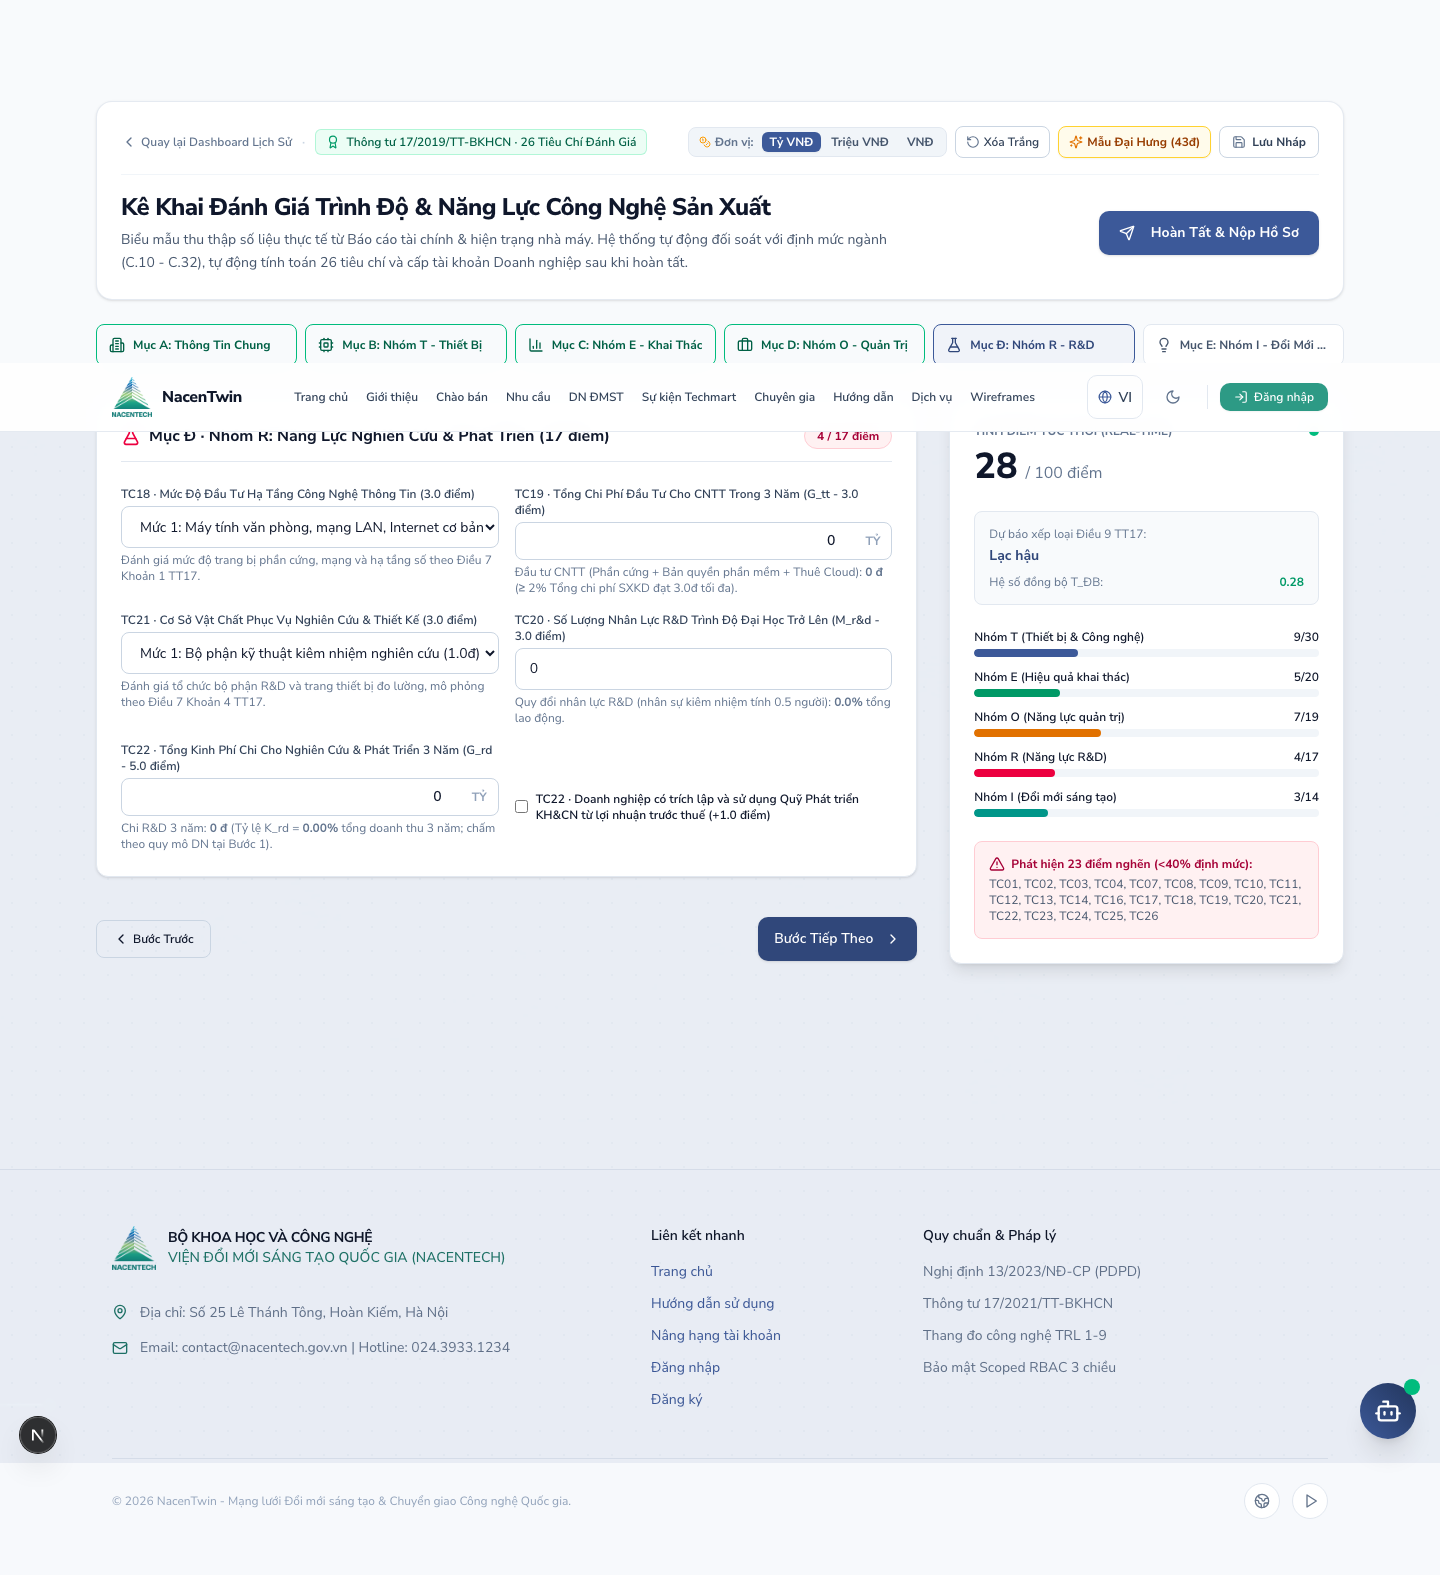 Quay lại Dashboard Lịch Sử · Thông tư 17/2019/TT-BKHCN · 26 Tiêu Chí Đánh Giá
Đơn vị: Tỷ VNĐ Triệu VNĐ VNĐ Xóa Trắng Mẫu Đại Hưng (43đ) Lưu Nháp
Kê Khai Đánh Giá Trình Độ & Năng Lực Công Nghệ Sản Xuất
Biểu mẫu thu thập số liệu thực tế từ Báo cáo tài chính & hiện trạng nhà máy. Hệ thống tự động đối soát với định mức ngành
(C.10 - C.32), tự động tính toán 26 tiêu chí và cấp tài khoản Doanh nghiệp sau khi hoàn tất.
Hoàn Tất & Nộp Hồ Sơ
Mục A: Thông Tin Chung
Mục B: Nhóm T - Thiết Bị
Mục C: Nhóm E - Khai Thác
Mục D: Nhóm O - Quản Trị
Mục Đ: Nhóm R - R&D
Mục E: Nhóm I - Đổi Mới ...
NACENTECH
NacenTwin
Trang chủ Giới thiệu Chào bán Nhu cầu DN ĐMST Sự kiện Techmart Chuyên gia Hướng dẫn Dịch vụ Wireframes
VI
Đăng nhập
Mục Đ · Nhóm R: Năng Lực Nghiên Cứu & Phát Triển (17 điểm)
4 / 17 điểm
TC18 · Mức Độ Đầu Tư Hạ Tầng Công Nghệ Thông Tin (3.0 điểm)
Mức 1: Máy tính văn phòng, mạng LAN, Internet cơ bản
Đánh giá mức độ trang bị phần cứng, mạng và hạ tầng số theo Điều 7
Khoản 1 TT17.
TC19 · Tổng Chi Phí Đầu Tư Cho CNTT Trong 3 Năm (G_tt - 3.0
điểm)
0 TỶ
Đầu tư CNTT (Phần cứng + Bản quyền phần mềm + Thuê Cloud): 0 đ
(≥ 2% Tổng chi phí SXKD đạt 3.0đ tối đa).
TC21 · Cơ Sở Vật Chất Phục Vụ Nghiên Cứu & Thiết Kế (3.0 điểm)
Mức 1: Bộ phận kỹ thuật kiêm nhiệm nghiên cứu (1.0đ)
Đánh giá tổ chức bộ phận R&D và trang thiết bị đo lường, mô phỏng
theo Điều 7 Khoản 4 TT17.
TC20 · Số Lượng Nhân Lực R&D Trình Độ Đại Học Trở Lên (M_r&d -
3.0 điểm)
0
Quy đổi nhân lực R&D (nhân sự kiêm nhiệm tính 0.5 người): 0.0% tổng
lao động.
TC22 · Tổng Kinh Phí Chi Cho Nghiên Cứu & Phát Triển 3 Năm (G_rd
- 5.0 điểm)
0 TỶ
Chi R&D 3 năm: 0 đ (Tỷ lệ K_rd = 0.00% tổng doanh thu 3 năm; chấm
theo quy mô DN tại Bước 1).
TC22 · Doanh nghiệp có trích lập và sử dụng Quỹ Phát triển
KH&CN từ lợi nhuận trước thuế (+1.0 điểm)
Bước Trước
Bước Tiếp Theo
28 / 100 điểm
Dự báo xếp loại Điều 9 TT17:
Lạc hậu
Hệ số đồng bộ T_ĐB: 0.28
Nhóm T (Thiết bị & Công nghệ) 9/30
Nhóm E (Hiệu quả khai thác) 5/20
Nhóm O (Năng lực quản trị) 7/19
Nhóm R (Năng lực R&D) 4/17
Nhóm I (Đổi mới sáng tạo) 3/14
Phát hiện 23 điểm nghẽn (<40% định mức):
TC01, TC02, TC03, TC04, TC07, TC08, TC09, TC10, TC11,
TC12, TC13, TC14, TC16, TC17, TC18, TC19, TC20, TC21,
TC22, TC23, TC24, TC25, TC26
NACENTECH
BỘ KHOA HỌC VÀ CÔNG NGHỆ
VIỆN ĐỔI MỚI SÁNG TẠO QUỐC GIA (NACENTECH)
Địa chỉ: Số 25 Lê Thánh Tông, Hoàn Kiếm, Hà Nội
Email: contact@nacentech.gov.vn | Hotline: 024.3933.1234
Liên kết nhanh
Trang chủ
Hướng dẫn sử dụng
Nâng hạng tài khoản
Đăng nhập
Đăng ký
Quy chuẩn & Pháp lý
Nghị định 13/2023/NĐ-CP (PDPD)
Thông tư 17/2021/TT-BKHCN
Thang đo công nghệ TRL 1-9
Bảo mật Scoped RBAC 3 chiều
N
© 2026 NacenTwin - Mạng lưới Đổi mới sáng tạo & Chuyển giao Công nghệ Quốc gia.